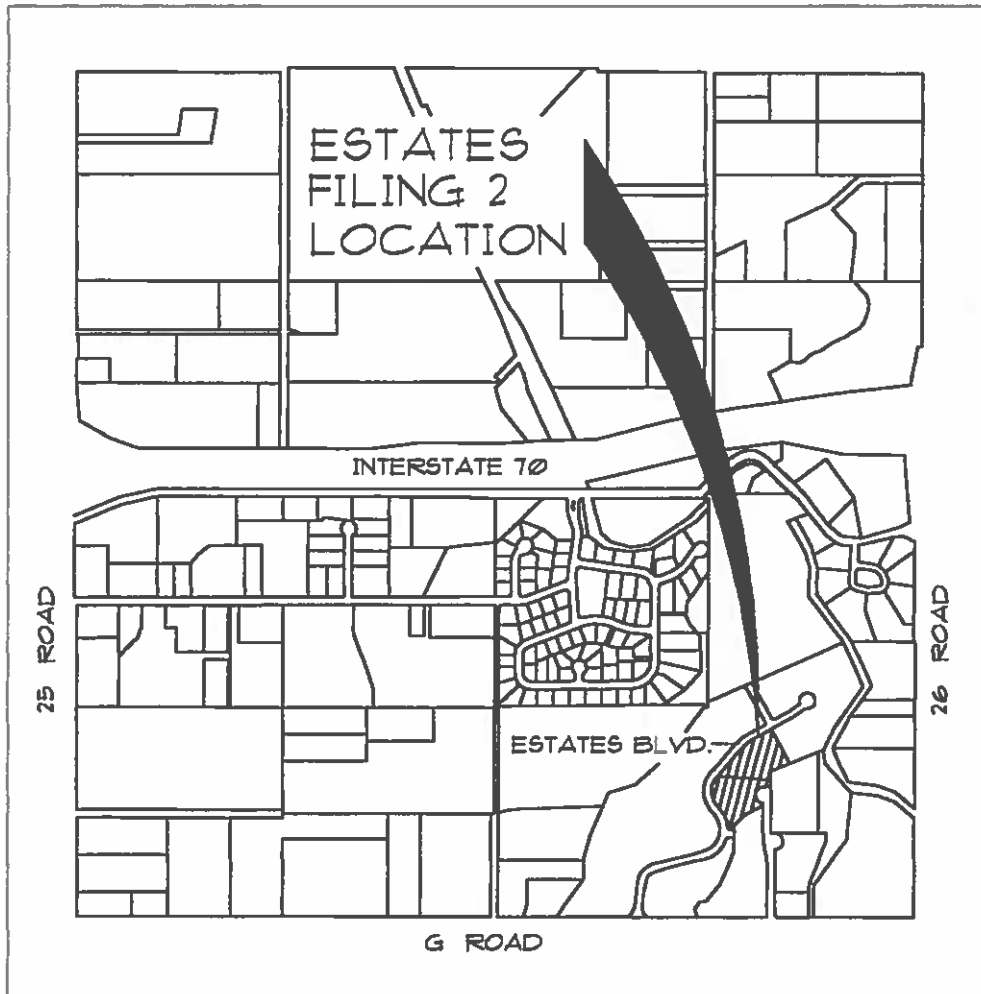 ESTATES
FILING 2
LOCATION
INTERSTATE 70
25 ROAD
26 ROAD
ESTATES BLVD.
G ROAD